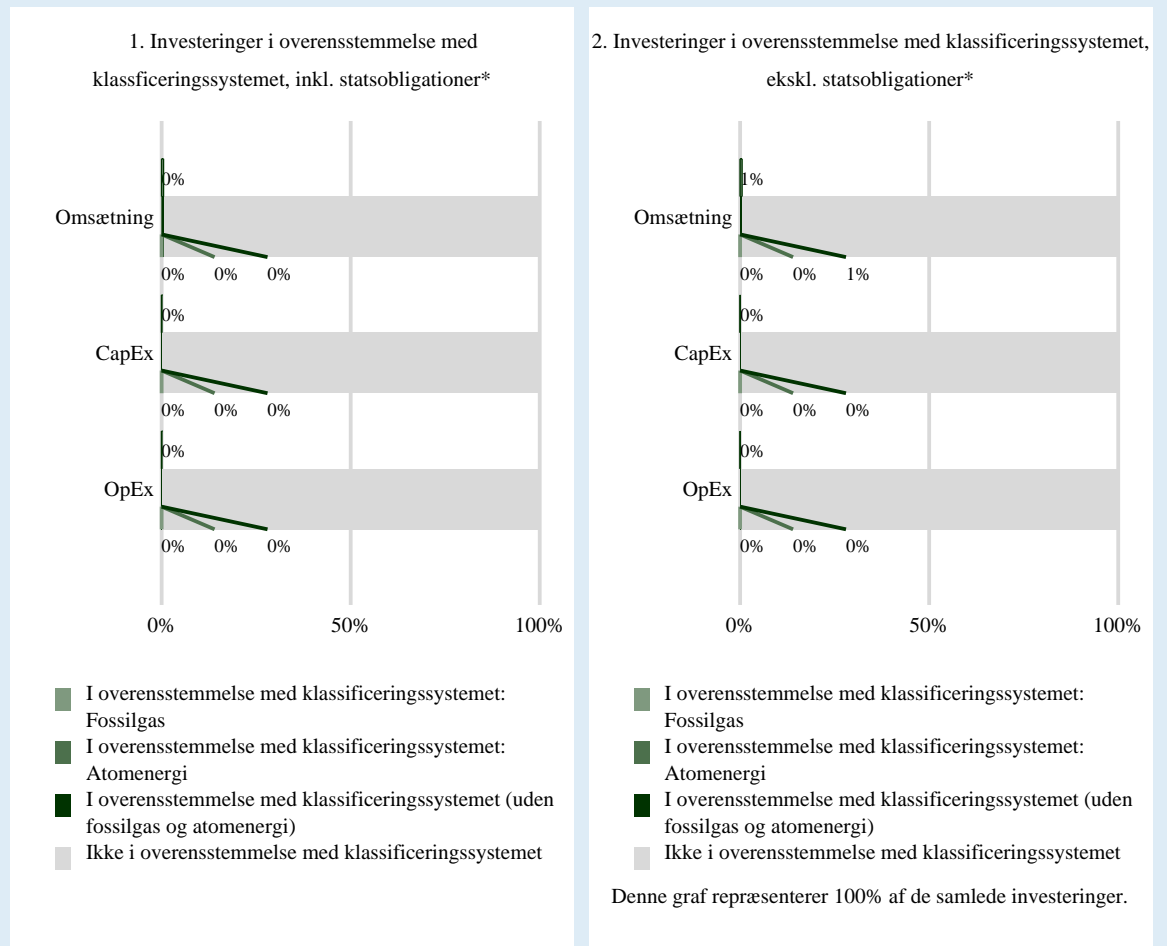 1. Investeringer i overensstemmelse med
klassficeringssystemet, inkl. statsobligationer*
0%
Omsætning
0% 0% 0%
0%
CapEx
0% 0% 0%
0%
OpEx
0% 0% 0%
0% 50% 100%
I overensstemmelse med klassificeringssystemet:
Fossilgas
I overensstemmelse med klassificeringssystemet:
Atomenergi
I overensstemmelse med klassificeringssystemet (uden
fossilgas og atomenergi)
Ikke i overensstemmelse med klassificeringssystemet
2. Investeringer i overensstemmelse med klassificeringssystemet,
ekskl. statsobligationer*
1%
Omsætning
0% 0% 1%
0%
CapEx
0% 0% 0%
0%
OpEx
0% 0% 0%
0% 50% 100%
I overensstemmelse med klassificeringssystemet:
Fossilgas
I overensstemmelse med klassificeringssystemet:
Atomenergi
I overensstemmelse med klassificeringssystemet (uden
fossilgas og atomenergi)
Ikke i overensstemmelse med klassificeringssystemet
Denne graf repræsenterer 100% af de samlede investeringer.